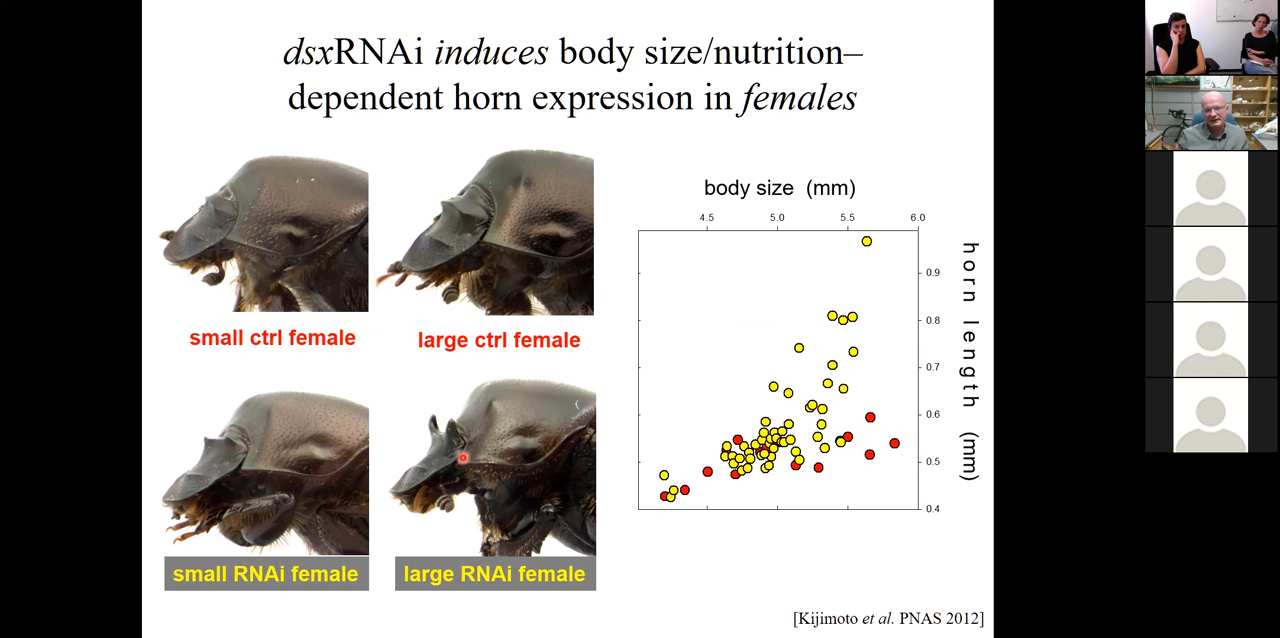 dsxRNAi induces body size/nutrition–
dependent horn expression in females
small ctrl female
large ctrl female
small RNAi female
large RNAi female
body size (mm)
4.5 5.0 5.5 6.0
0.9
0.8
0.7
0.6
0.5
0.4
horn length (mm)
[Kijimoto et al. PNAS 2012]